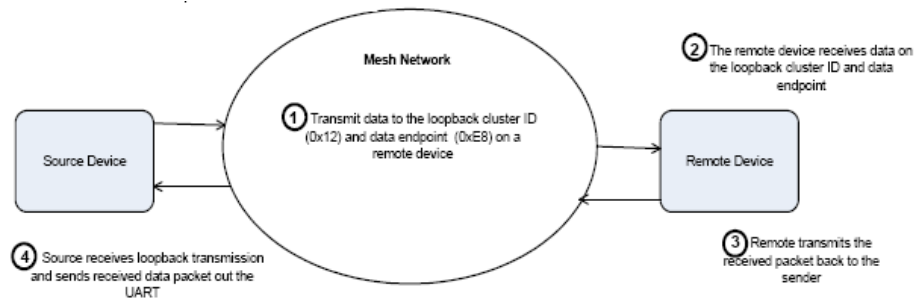 Mesh Network
1 Transmit data to the loopback cluster ID
(0x12) and data endpoint (0xE8) on a
remote device
2 The remote device receives data on
the loopback cluster ID and data
endpoint
Source Device
Remote Device
3 Remote transmits the
received packet back to the
sender
4 Source receives loopback transmission
and sends received data packet out the
UART